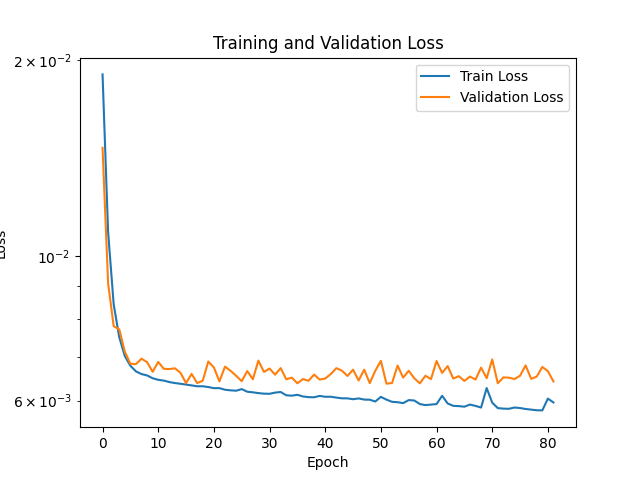 Training and Validation Loss
2 × 10⁻²
10⁻²
6 × 10⁻³
Loss
Train Loss
Validation Loss
0 10 20 30 40 50 60 70 80
Epoch